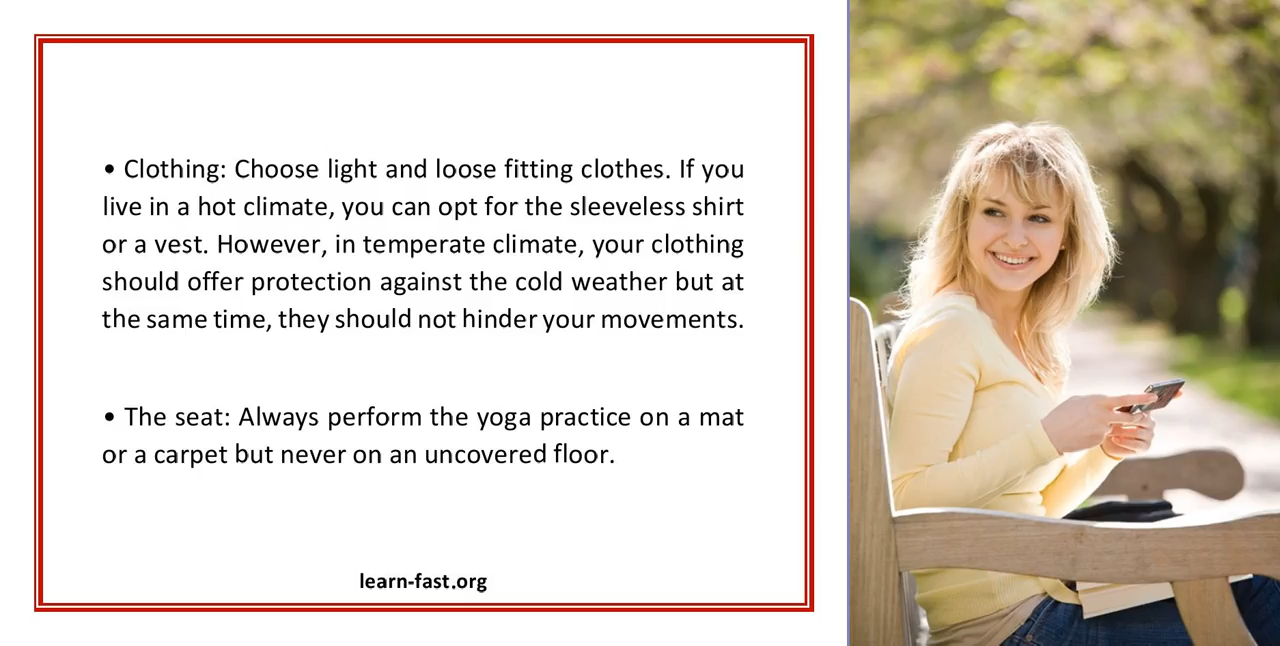 • Clothing: Choose light and loose fitting clothes. If you
live in a hot climate, you can opt for the sleeveless shirt
or a vest. However, in temperate climate, your clothing
should offer protection against the cold weather but at
the same time, they should not hinder your movements.
• The seat: Always perform the yoga practice on a mat
or a carpet but never on an uncovered floor.
learn-fast.org